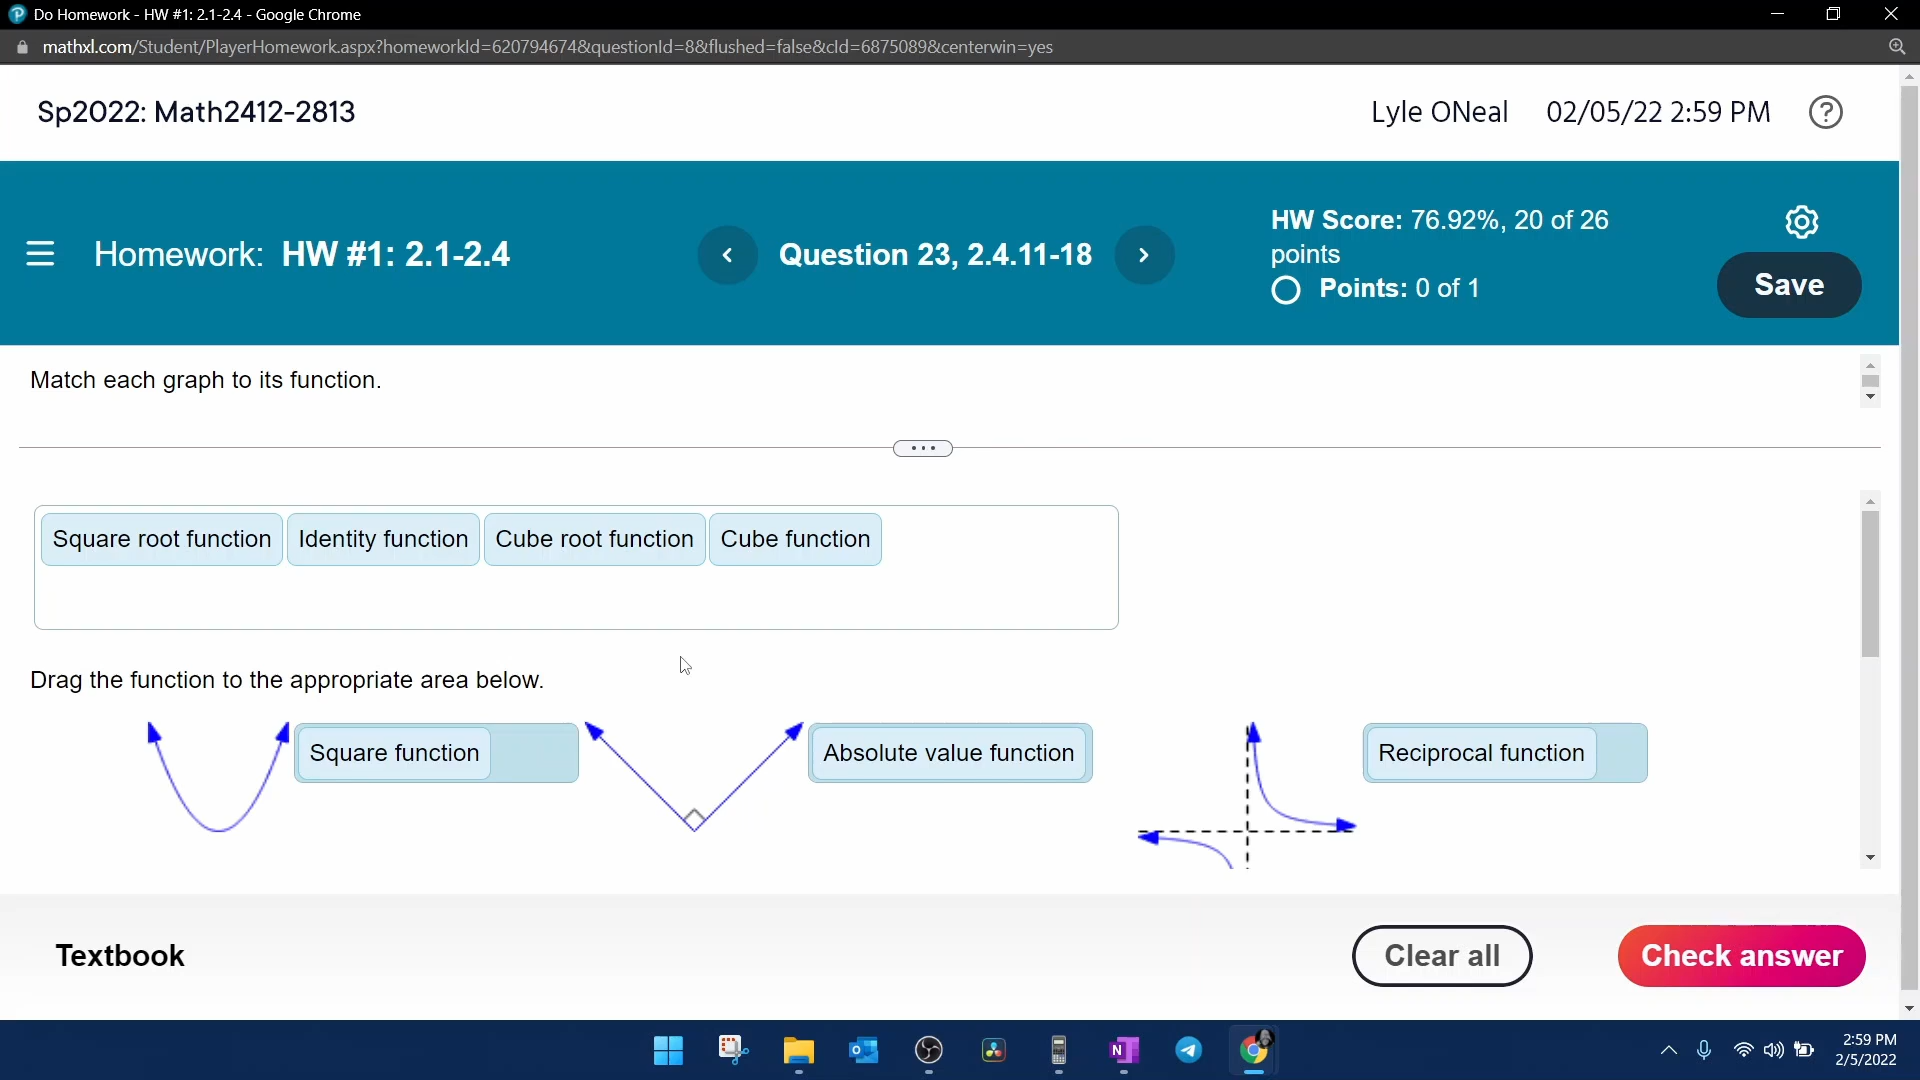 Do Homework - HW #1: 2.1-2.4 - Google Chrome
mathxl.com/Student/PlayerHomework.aspx?homeworkId=620794674&questionId=8&flushed=false&cId=6875089&centerwin=yes
Sp2022: Math2412-2813
Lyle ONeal 02/05/22 2:59 PM ?
Homework: HW #1: 2.1-2.4
Question 23, 2.4.11-18
HW Score: 76.92%, 20 of 26
points
Points: 0 of 1
Save
Match each graph to its function.
Square root function Identity function Cube root function Cube function
Drag the function to the appropriate area below.
Square function Absolute value function Reciprocal function
Textbook
Clear all
Check answer
2:59 PM
2/5/2022